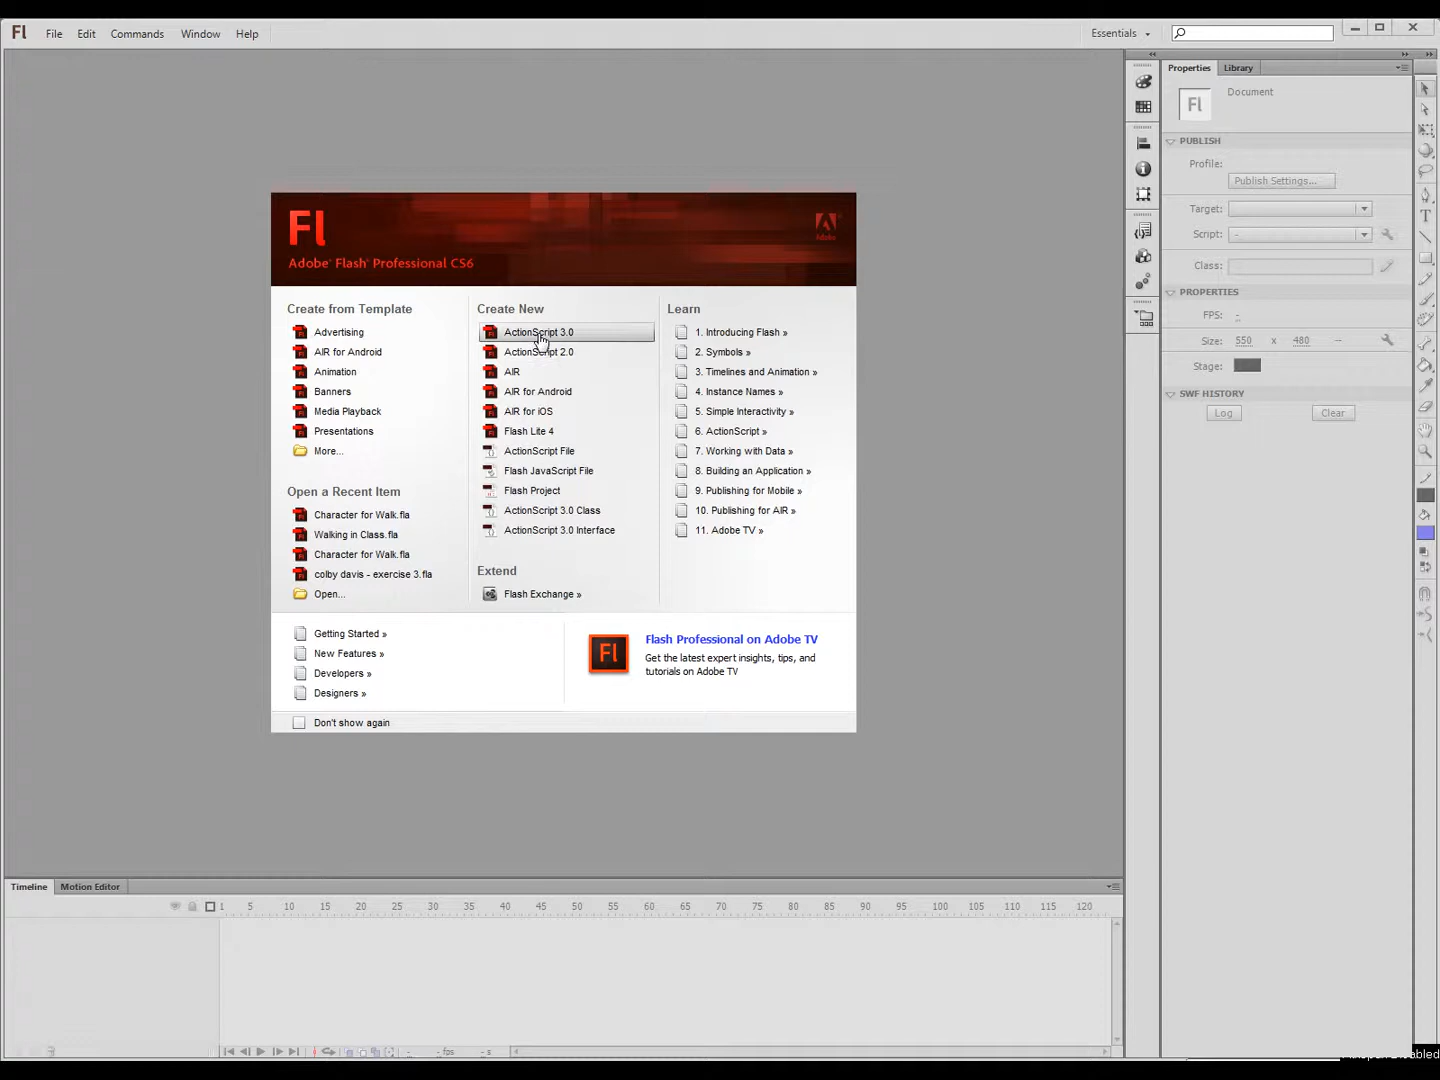 Fl File Edit Commands Window Help Essentials
Properties Library
Fl Document
PUBLISH
Profile:
Publish Settings...
Target:
Script: -
Class:
PROPERTIES
FPS: -
Size: 550 x 480 --
Stage:
SWF HISTORY
Log Clear
Fl
Adobe
Adobe® Flash® Professional CS6
Create from Template
Advertising
AIR for Android
Animation
Banners
Media Playback
Presentations
More...
Open a Recent Item
Character for Walk.fla
Walking in Class.fla
Character for Walk.fla
colby davis - exercise 3.fla
Open...
Create New
ActionScript 3.0
ActionScript 2.0
AIR
AIR for Android
AIR for iOS
Flash Lite 4
ActionScript File
Flash JavaScript File
Flash Project
ActionScript 3.0 Class
ActionScript 3.0 Interface
Extend
Flash Exchange »
Learn
1. Introducing Flash »
2. Symbols »
3. Timelines and Animation »
4. Instance Names »
5. Simple Interactivity »
6. ActionScript »
7. Working with Data »
8. Building an Application »
9. Publishing for Mobile »
10. Publishing for AIR »
11. Adobe TV »
Getting Started »
New Features »
Developers »
Designers »
Fl
Flash Professional on Adobe TV
Get the latest expert insights, tips, and
tutorials on Adobe TV
Don't show again
Timeline Motion Editor
1 5 10 15 20 25 30 35 40 45 50 55 60 65 70 75 80 85 90 95 100 105 110 115 120
- - fps - s